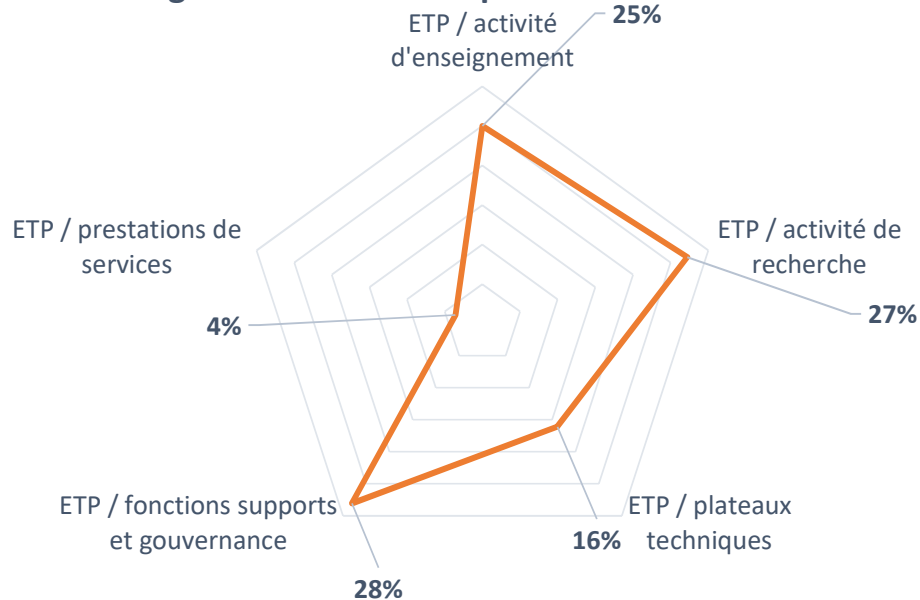 ETP / activité
d'enseignement
25%
ETP / activité de
recherche
27%
ETP / plateaux
techniques
16%
ETP / fonctions supports
et gouvernance
28%
ETP / prestations de
services
4%